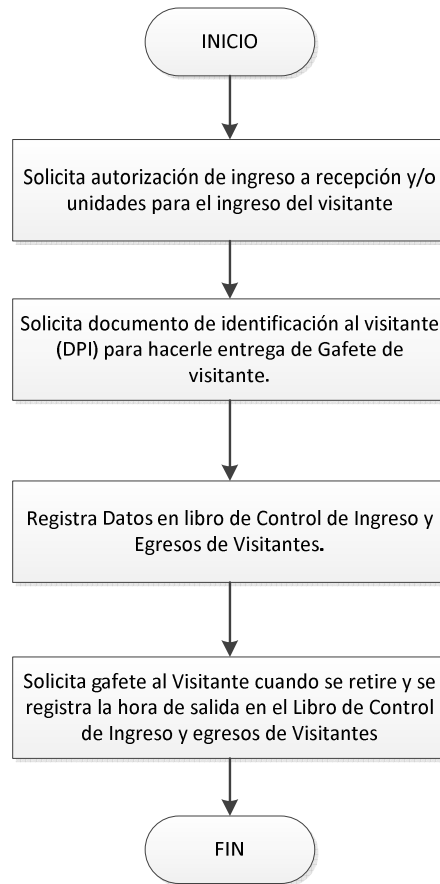 INICIO
Solicita autorización de ingreso a recepción y/o
unidades para el ingreso del visitante
Solicita documento de identificación al visitante
(DPI) para hacerle entrega de Gafete de
visitante.
Registra Datos en libro de Control de Ingreso y
Egresos de Visitantes.
Solicita gafete al Visitante cuando se retire y se
registra la hora de salida en el Libro de Control
de Ingreso y egresos de Visitantes
FIN